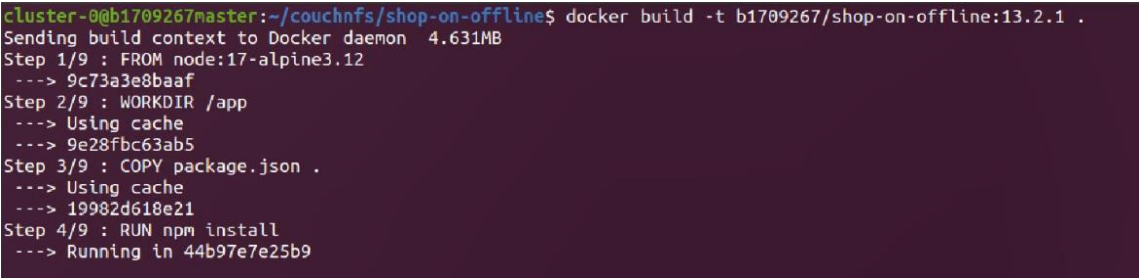 cluster-0@b1709267master:~/couchnfs/shop-on-offline$ docker build -t b1709267/shop-on-offline:13.2.1 .
Sending build context to Docker daemon  4.631MB
Step 1/9 : FROM node:17-alpine3.12
 ---> 9c73a3e8baaf
Step 2/9 : WORKDIR /app
 ---> Using cache
 ---> 9e28fbc63ab5
Step 3/9 : COPY package.json .
 ---> Using cache
 ---> 19982d618e21
Step 4/9 : RUN npm install
 ---> Running in 44b97e7e25b9